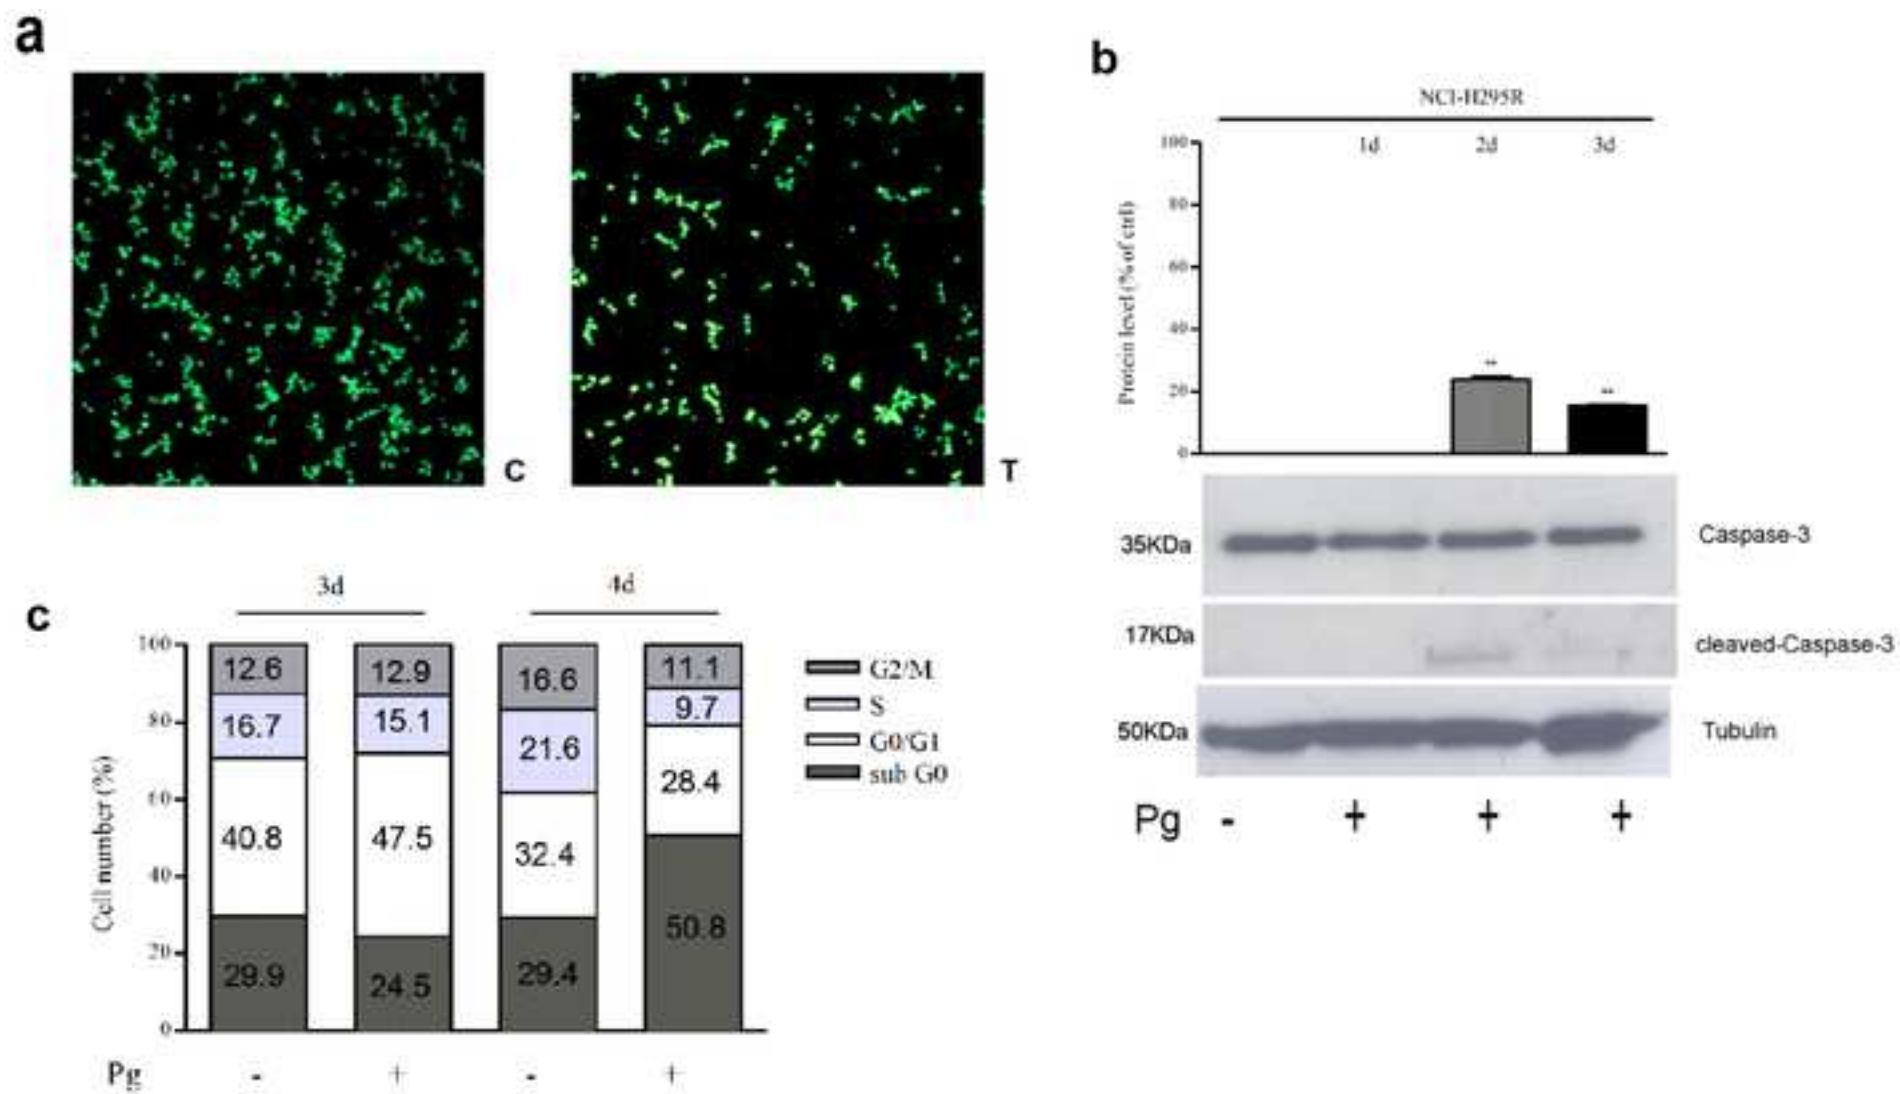 a
C
T
b
NCI-H295R
1d 2d 3d
Protein level (% of ctrl)
100
80
60
40
20
0
**
**
35KDa
Caspase-3
17KDa
cleaved-Caspase-3
50KDa
Tubulin
Pg - + + +
c
3d 4d
Cell number (%)
100
80
60
40
20
0
12.6 12.9 16.6 11.1
16.7 15.1 21.6 9.7
40.8 47.5 32.4 28.4
29.9 24.5 29.4 50.8
G2/M
S
G0/G1
sub G0
Pg - + - +